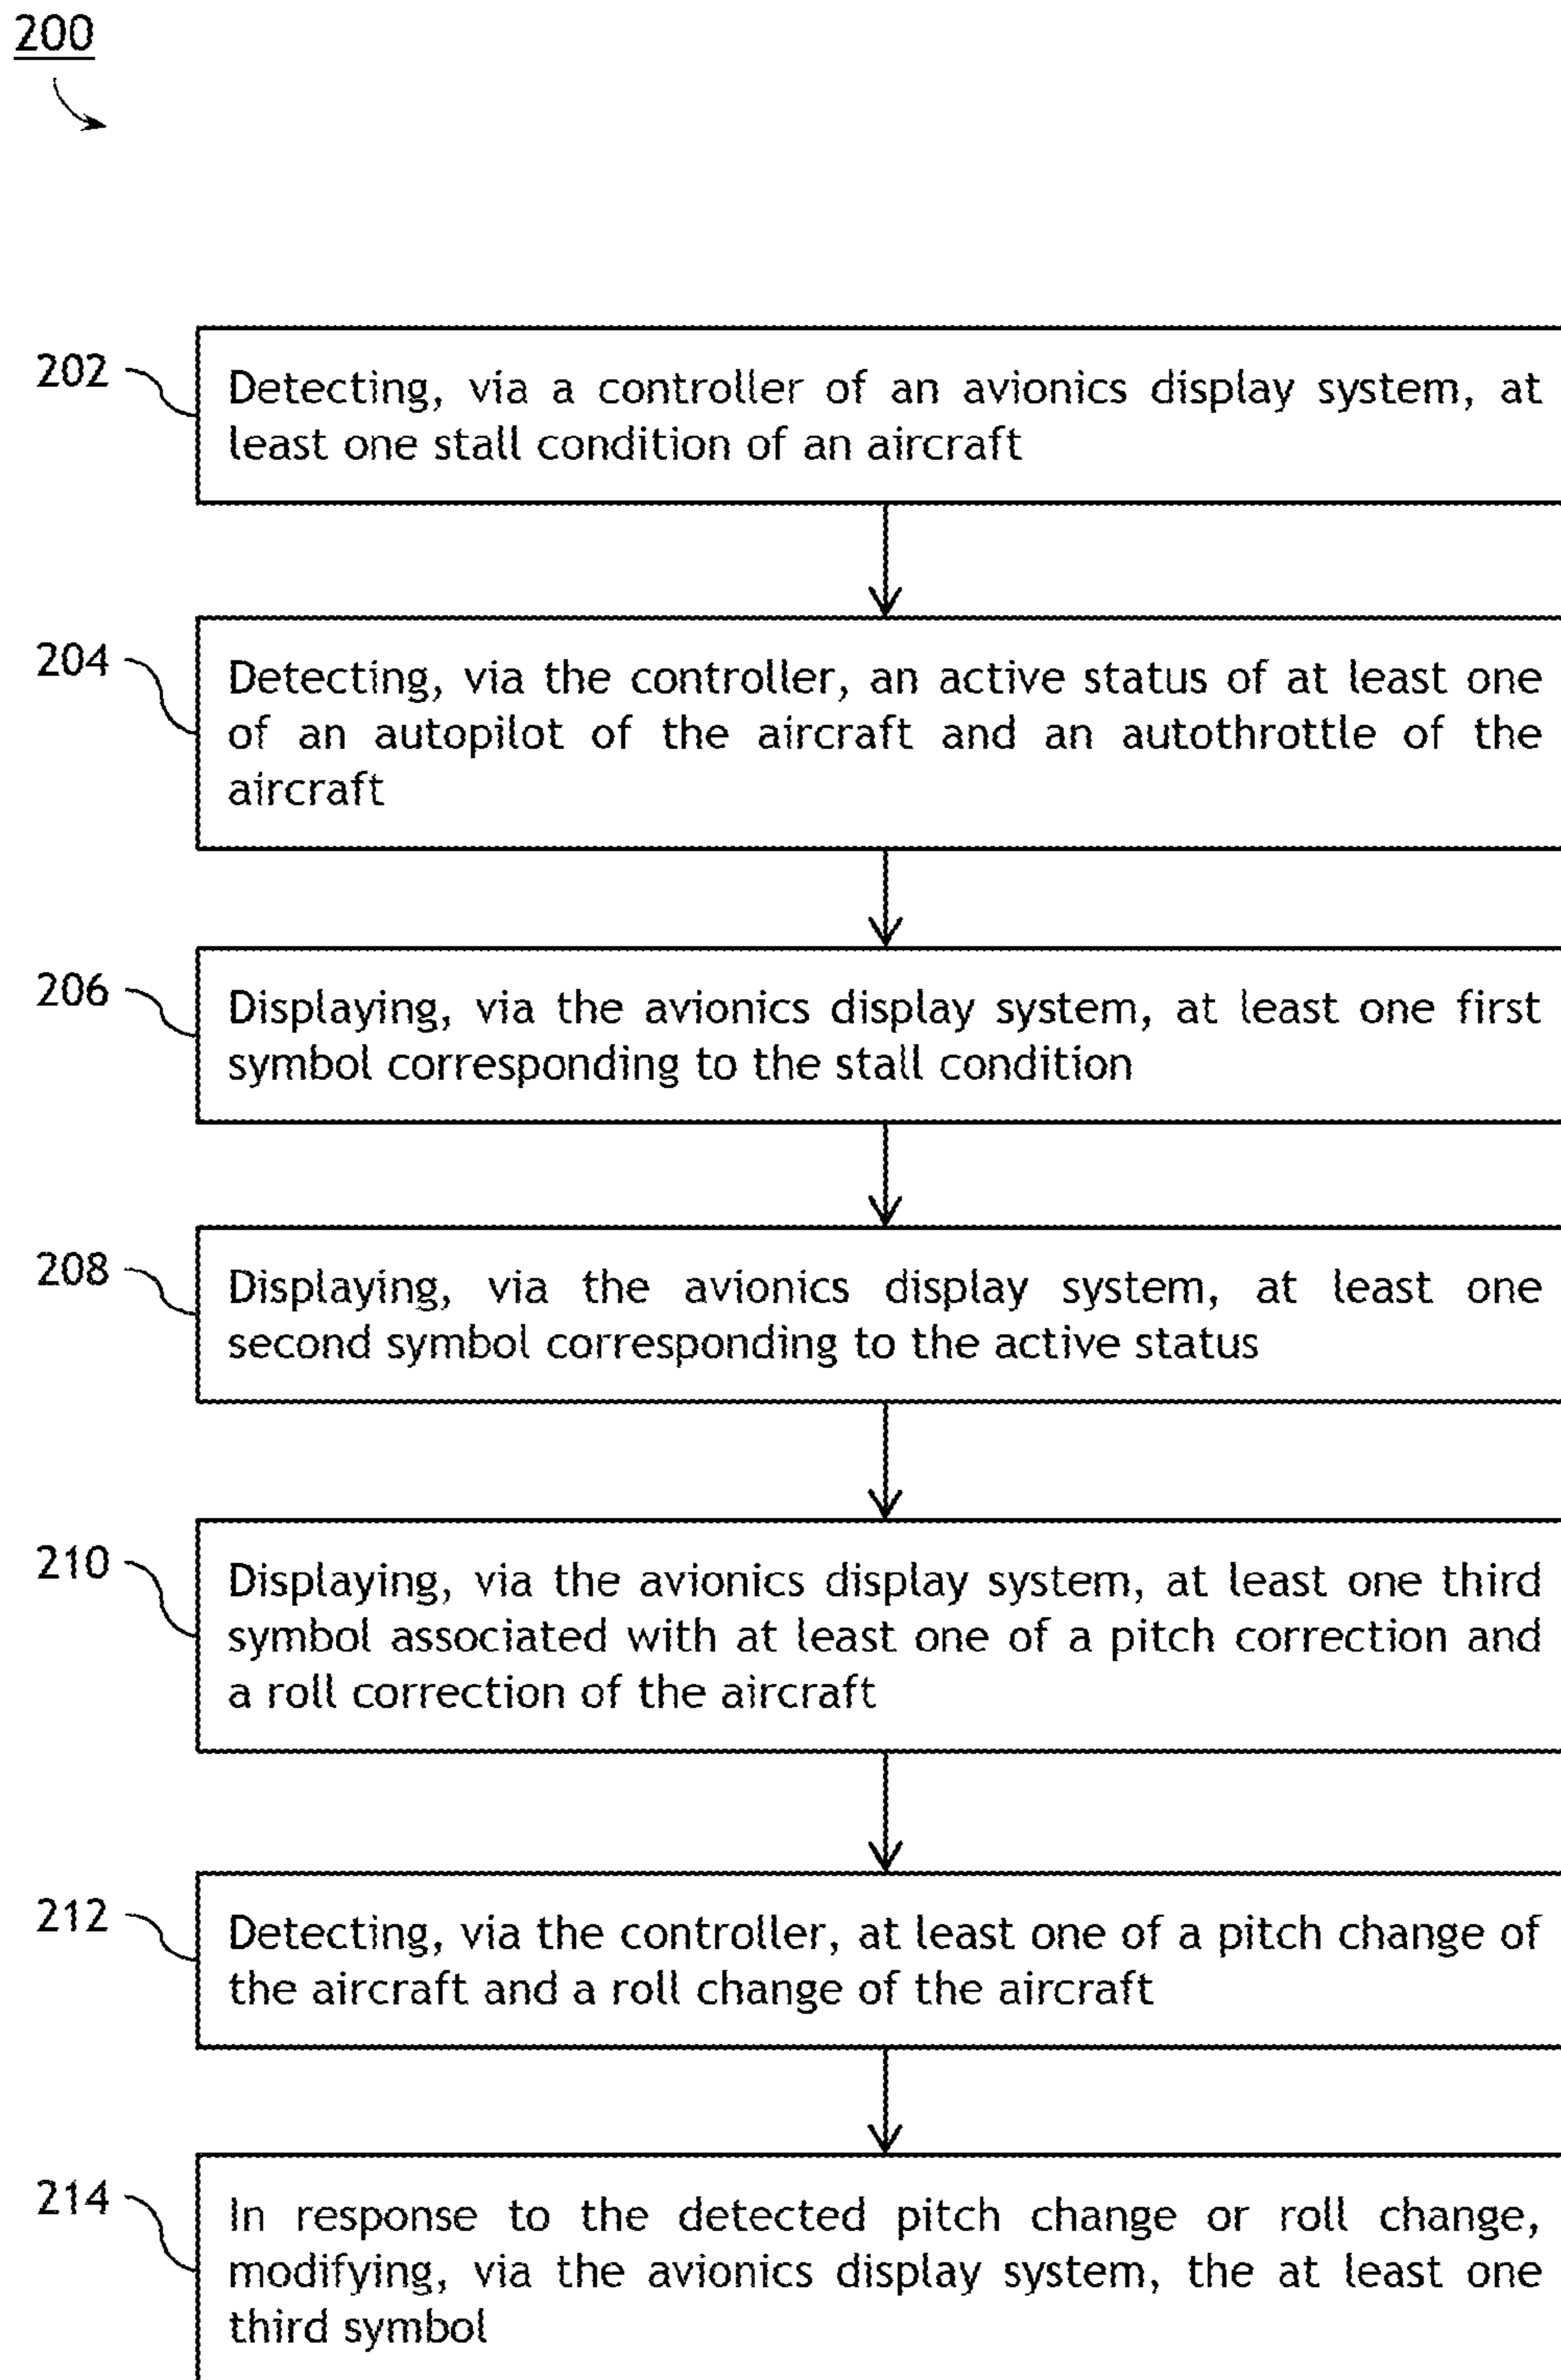 200
202
Detecting, via a controller of an avionics display system, at
least one stall condition of an aircraft
204
Detecting, via the controller, an active status of at least one
of an autopilot of the aircraft and an autothrottle of the
aircraft
206
Displaying, via the avionics display system, at least one first
symbol corresponding to the stall condition
208
Displaying, via the avionics display system, at least one
second symbol corresponding to the active status
210
Displaying, via the avionics display system, at least one third
symbol associated with at least one of a pitch correction and
a roll correction of the aircraft
212
Detecting, via the controller, at least one of a pitch change of
the aircraft and a roll change of the aircraft
214
In response to the detected pitch change or roll change,
modifying, via the avionics display system, the at least one
third symbol